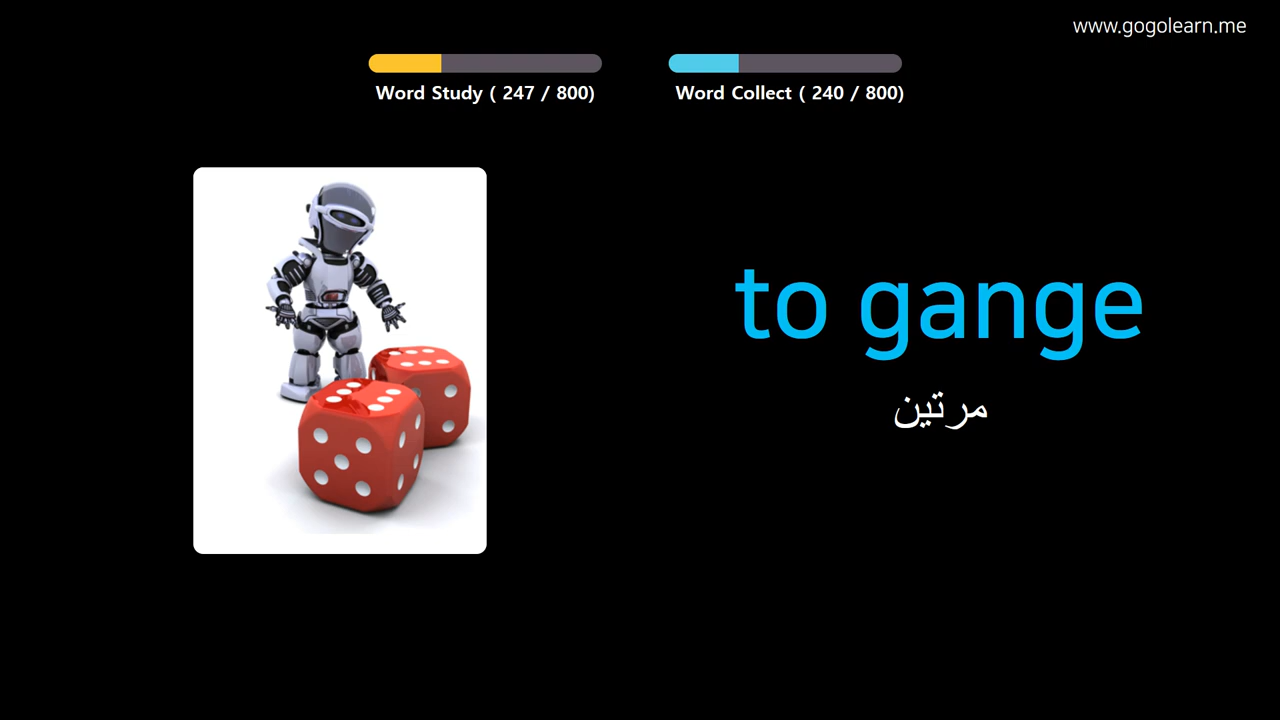 www.gogolearn.me
Word Study ( 247 / 800)
Word Collect ( 240 / 800)
to gange
مرتين